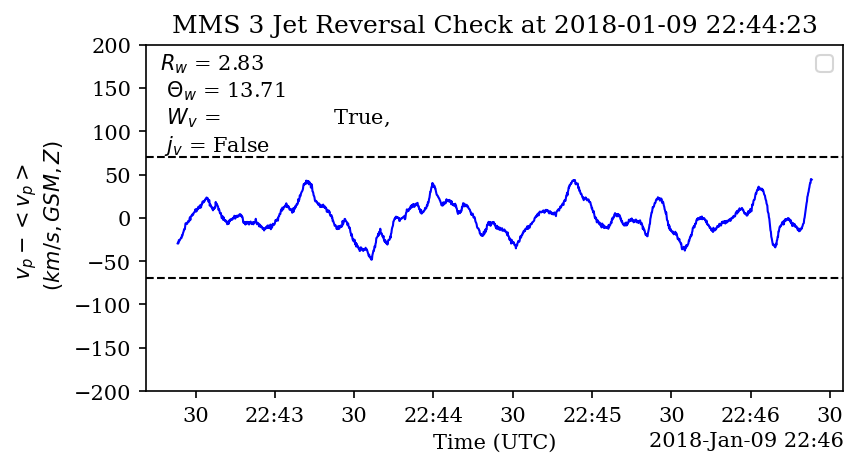 MMS 3 Jet Reversal Check at 2018-01-09 22:44:23
200
150
100
50
0
−50
−100
−150
−200
v_p − < v_p >
(km/s, GSM, Z)
R_w = 2.83
Θ_w = 13.71
W_v = True,
j_v = False
30 22:43 30 22:44 30 22:45 30 22:46 30
Time (UTC)
2018-Jan-09 22:46